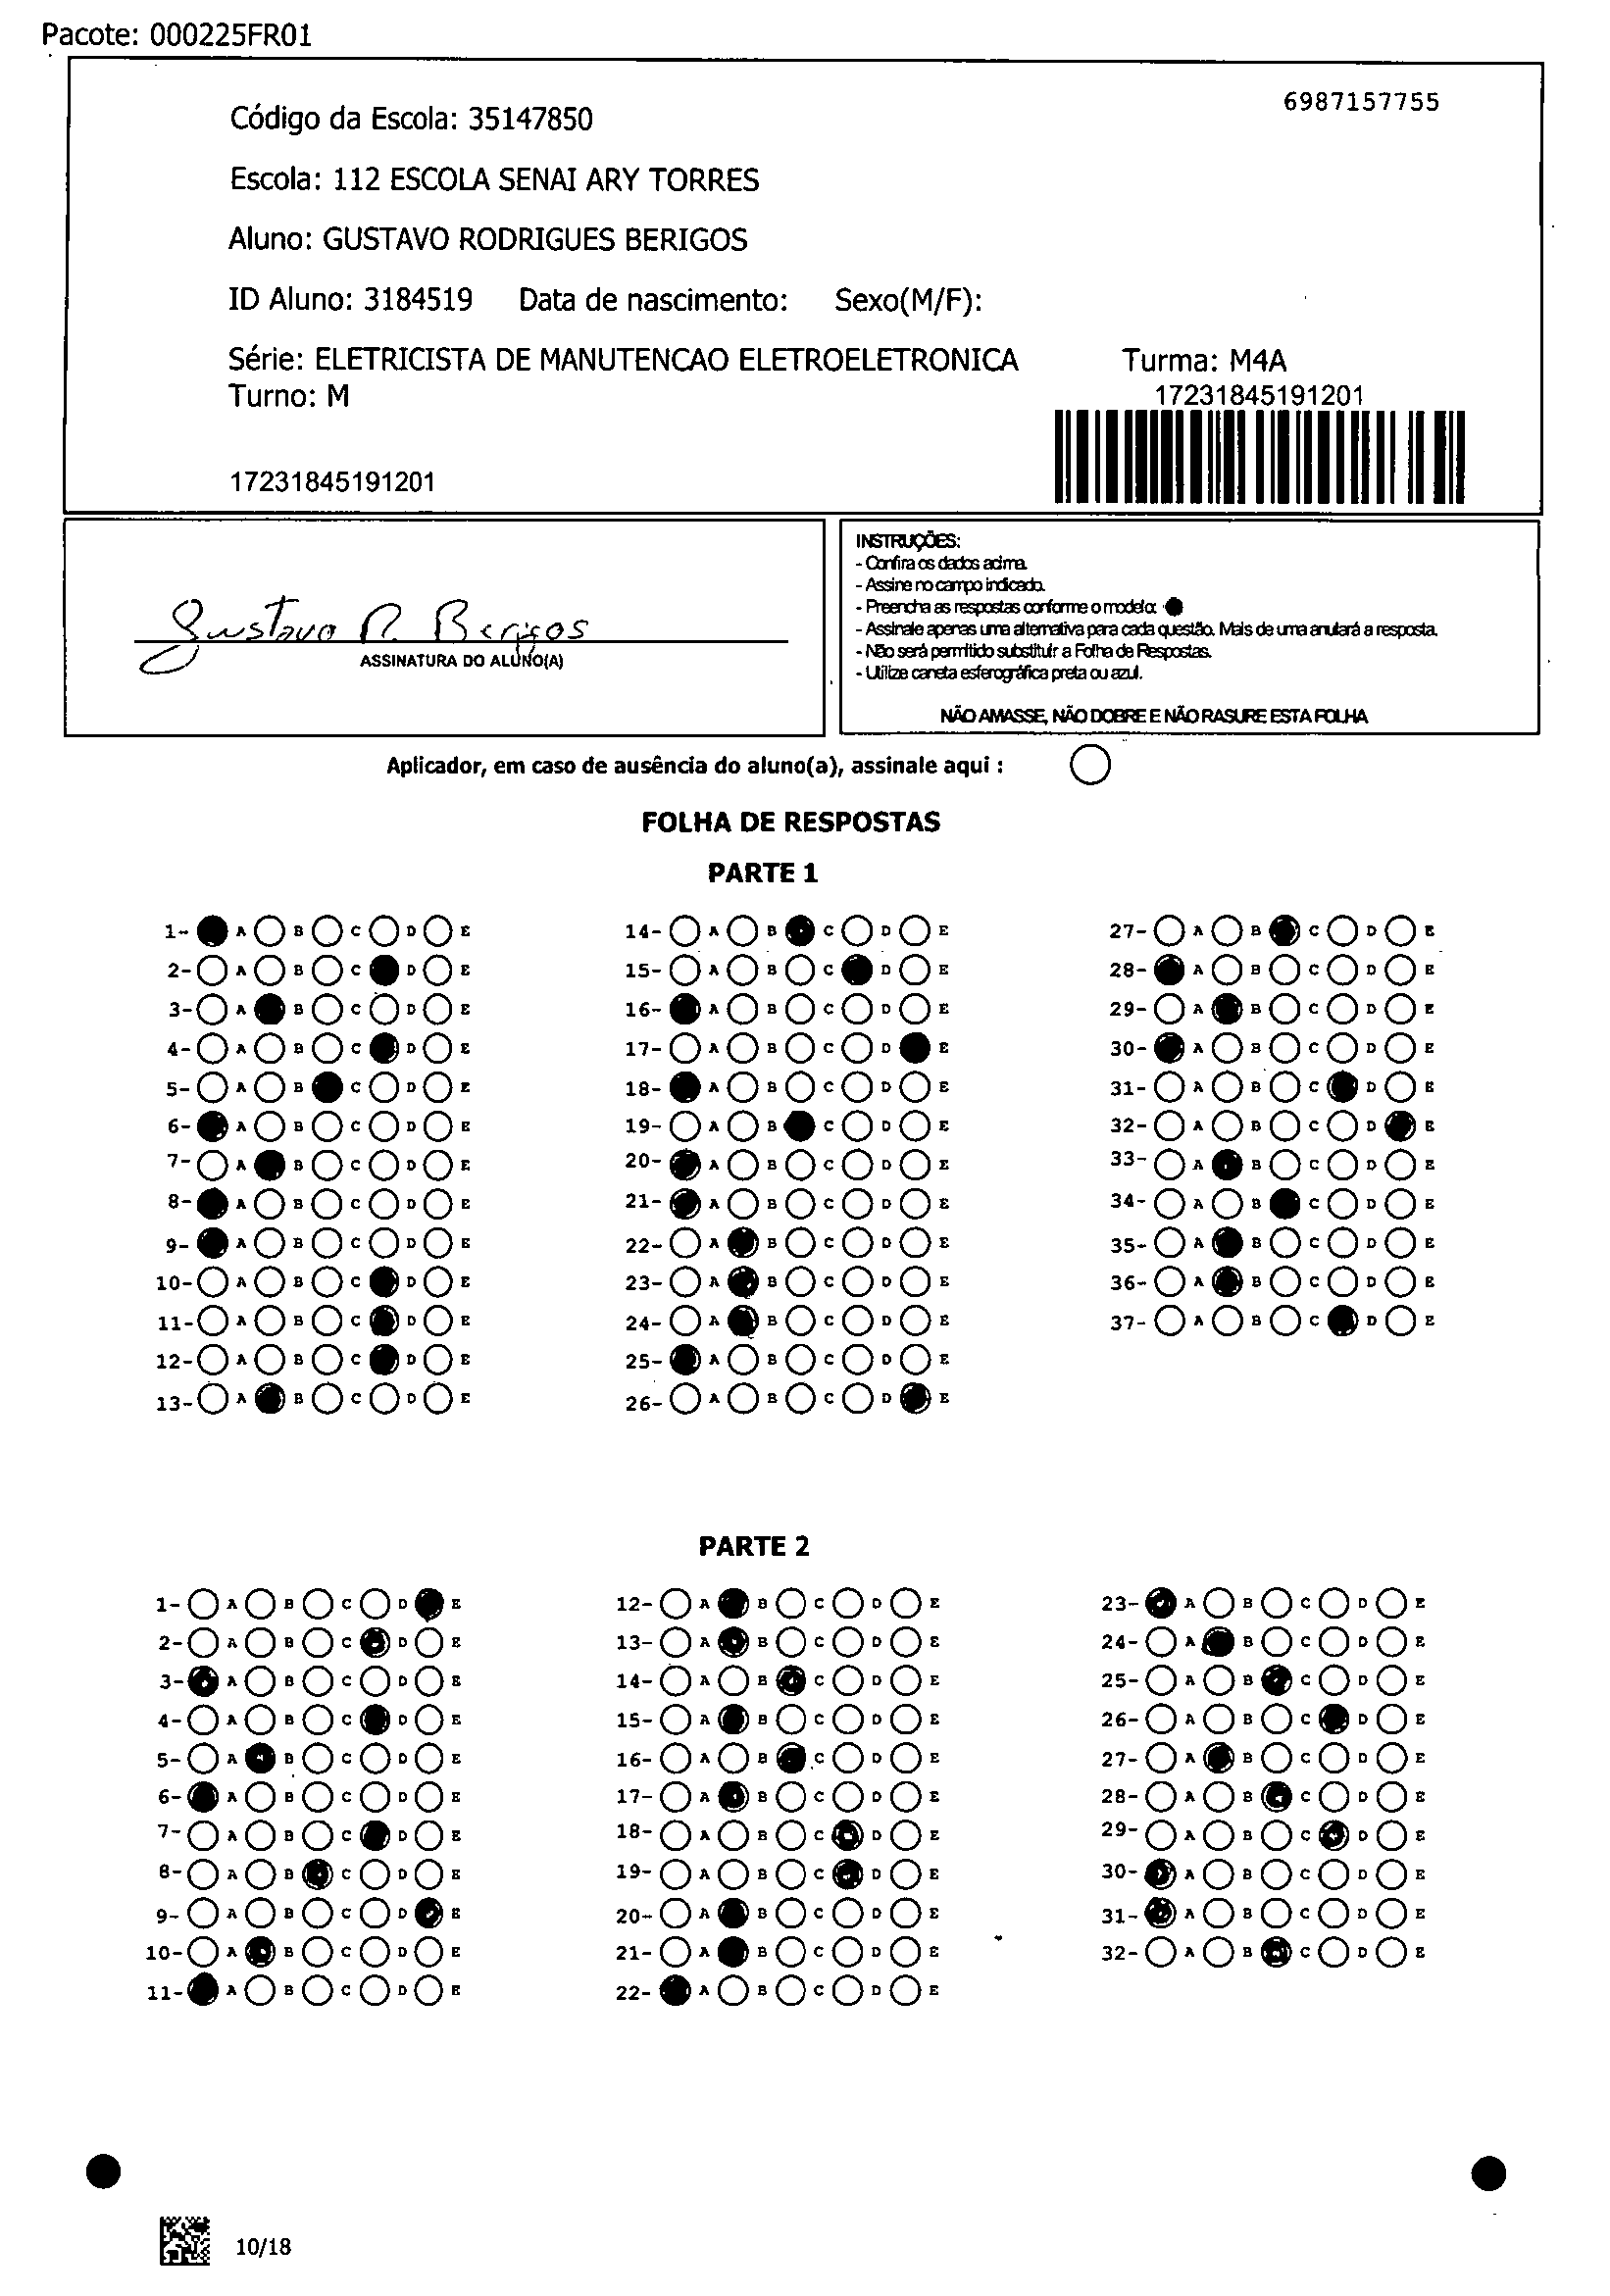 Pacote: 000225FR01
6987157755
Código da Escola: 35147850
Escola: 112 ESCOLA SENAI ARY TORRES
Aluno: GUSTAVO RODRIGUES BERIGOS
ID Aluno: 3184519 Data de nascimento: Sexo(M/F):
Série: ELETRICISTA DE MANUTENCAO ELETROELETRONICA Turma: M4A
Turno: M 17231845191201
17231845191201
Gustavo R. Berigos
ASSINATURA DO ALUNO(A)
INSTRUÇÕES:
- Confira os dados acima.
- Assine no campo indicado.
- Preencha as respostas conforme o modelo:
- Assinale apenas uma alternativa para cada questão. Mais de uma anulará a resposta.
- Não será permitido substituir a Folha de Respostas.
- Utilize caneta esferográfica preta ou azul.
NÃO AMASSE, NÃO DOBRE E NÃO RASURE ESTA FOLHA
Aplicador, em caso de ausência do aluno(a), assinale aqui :
FOLHA DE RESPOSTAS
PARTE 1
1- A B C D E 14- A B C D E 27- A B C D E
2- A B C D E 15- A B C D E 28- A B C D E
3- A B C D E 16- A B C D E 29- A B C D E
4- A B C D E 17- A B C D E 30- A B C D E
5- A B C D E 18- A B C D E 31- A B C D E
6- A B C D E 19- A B C D E 32- A B C D E
7- A B C D E 20- A B C D E 33- A B C D E
8- A B C D E 21- A B C D E 34- A B C D E
9- A B C D E 22- A B C D E 35- A B C D E
10- A B C D E 23- A B C D E 36- A B C D E
11- A B C D E 24- A B C D E 37- A B C D E
12- A B C D E 25- A B C D E
13- A B C D E 26- A B C D E
PARTE 2
1- A B C D E 12- A B C D E 23- A B C D E
2- A B C D E 13- A B C D E 24- A B C D E
3- A B C D E 14- A B C D E 25- A B C D E
4- A B C D E 15- A B C D E 26- A B C D E
5- A B C D E 16- A B C D E 27- A B C D E
6- A B C D E 17- A B C D E 28- A B C D E
7- A B C D E 18- A B C D E 29- A B C D E
8- A B C D E 19- A B C D E 30- A B C D E
9- A B C D E 20- A B C D E 31- A B C D E
10- A B C D E 21- A B C D E 32- A B C D E
11- A B C D E 22- A B C D E
10/18